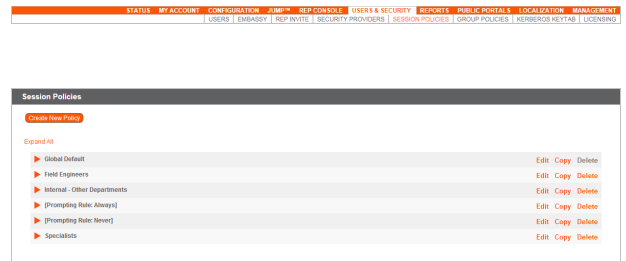 STATUS MY ACCOUNT CONFIGURATION JUMP™ REP CONSOLE USERS & SECURITY REPORTS PUBLIC PORTALS LOCALIZATION MANAGEMENT
USERS | EMBASSY | REP INVITE | SECURITY PROVIDERS | SESSION POLICIES | GROUP POLICIES | KERBEROS KEYTAB | LICENSING
Session Policies
Create New Policy
Expand All
Global Default Edit Copy Delete
Field Engineers Edit Copy Delete
Internal - Other Departments Edit Copy Delete
[Prompting Rule: Always] Edit Copy Delete
[Prompting Rule: Never] Edit Copy Delete
Specialists Edit Copy Delete